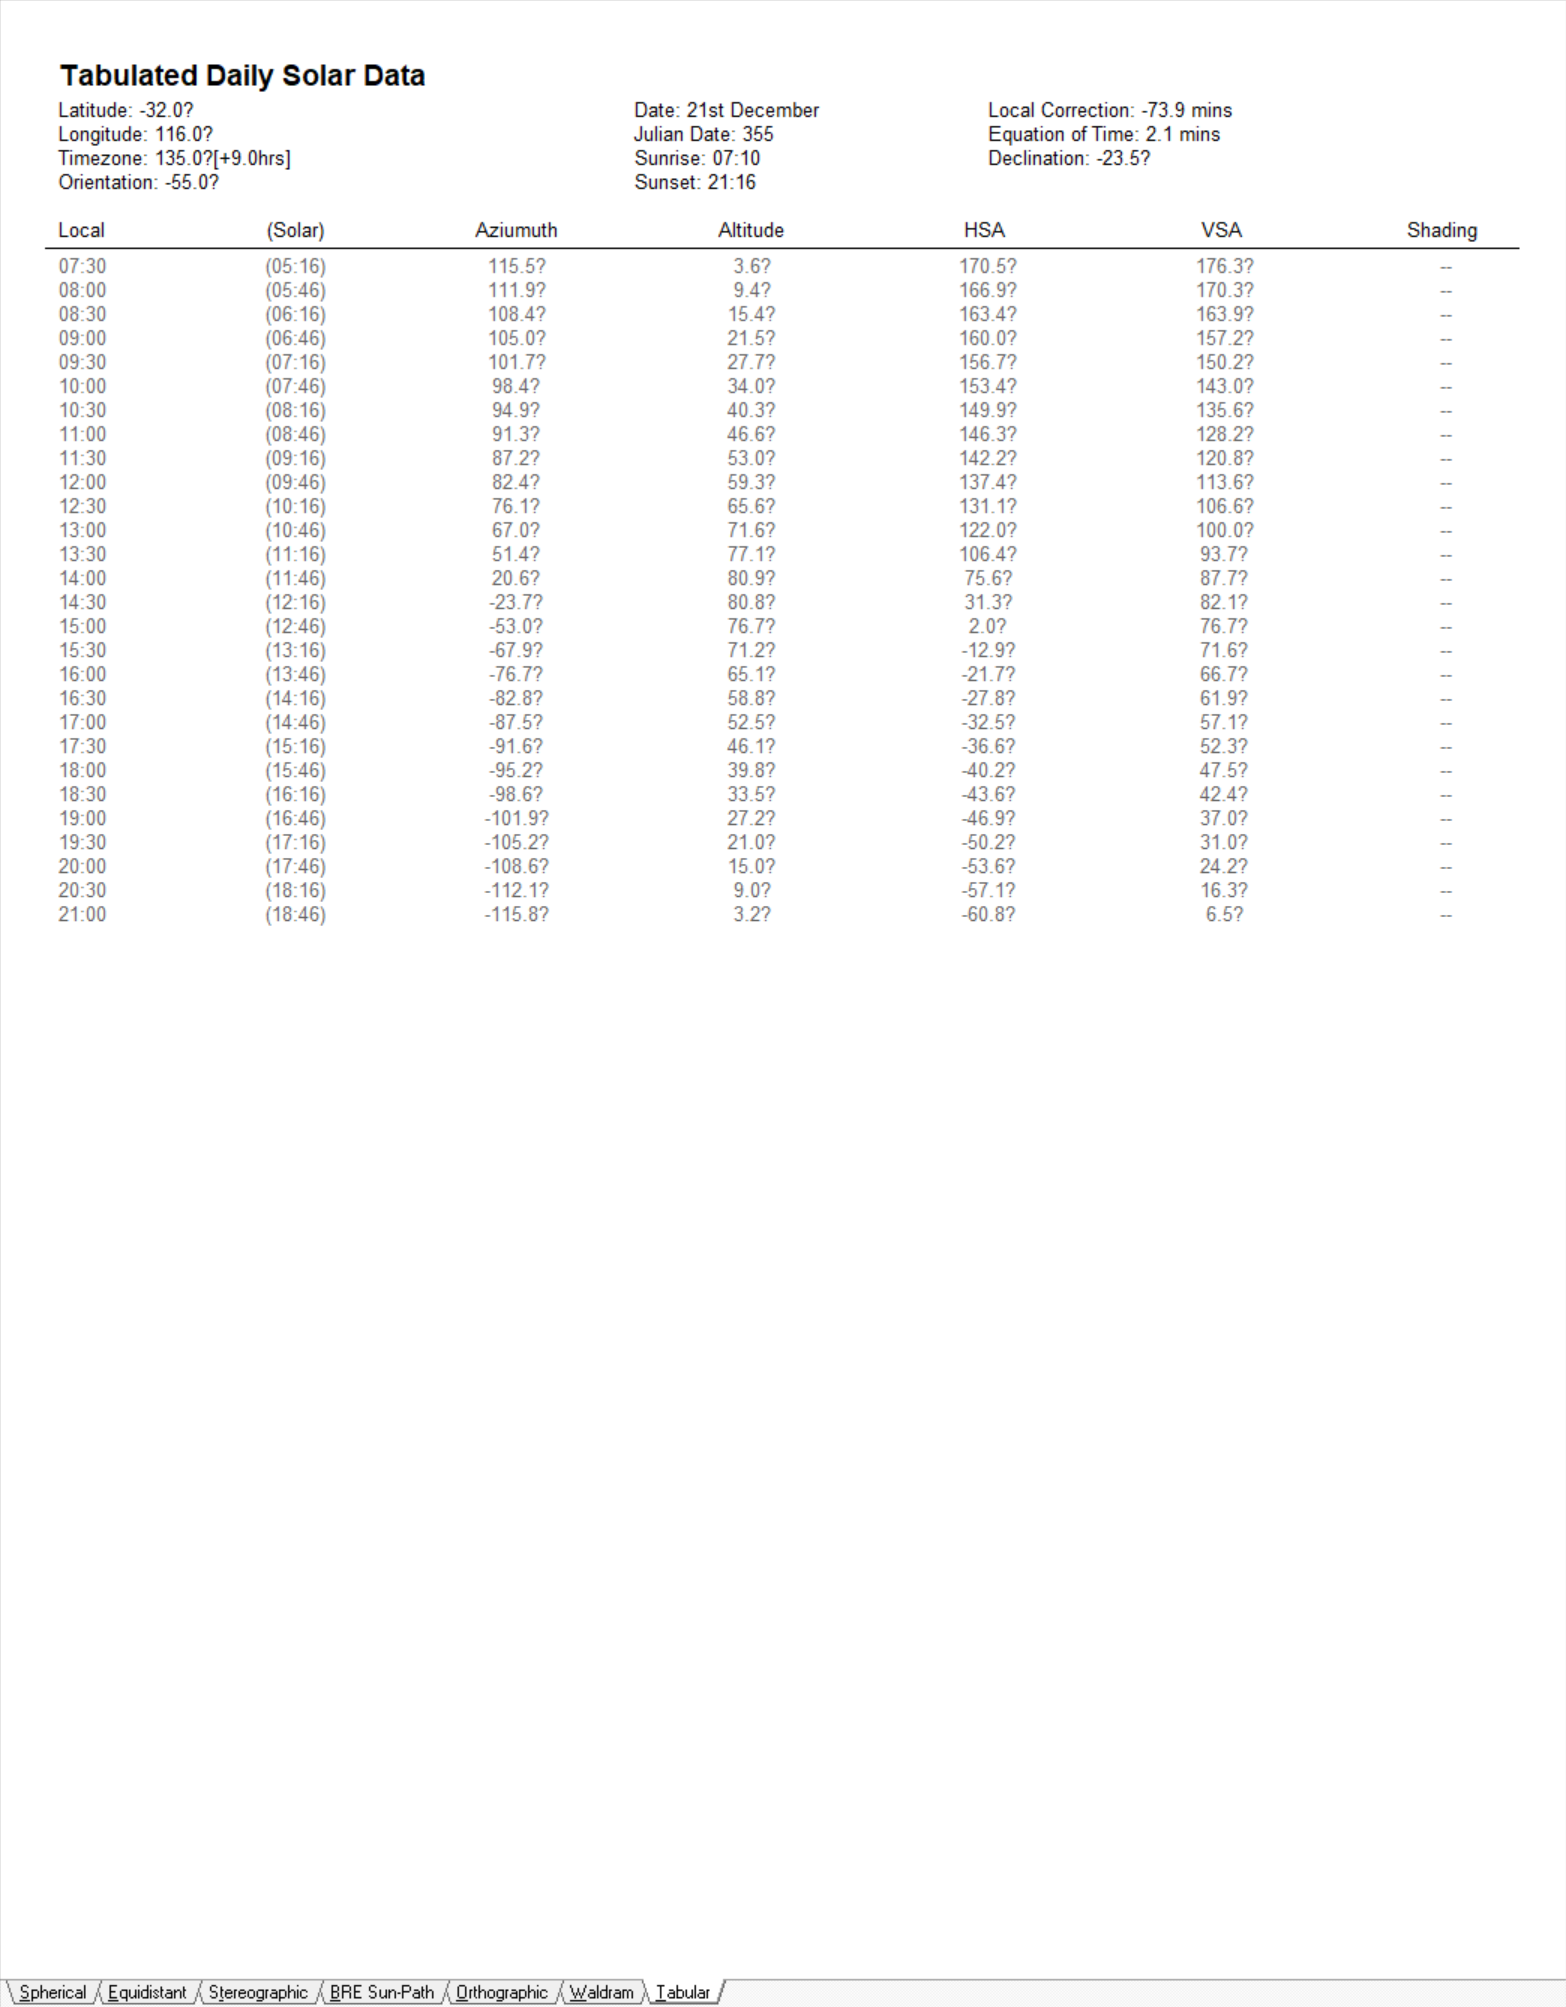 Tabulated Daily Solar Data
Latitude: -32.0? Date: 21st December Local Correction: -73.9 mins
Longitude: 116.0? Julian Date: 355 Equation of Time: 2.1 mins
Timezone: 135.0?[+9.0hrs] Sunrise: 07:10 Declination: -23.5?
Orientation: -55.0? Sunset: 21:16
Local (Solar) Aziumuth Altitude HSA VSA Shading
07:30 (05:16) 115.5? 3.6? 170.5? 176.3? --
08:00 (05:46) 111.9? 9.4? 166.9? 170.3? --
08:30 (06:16) 108.4? 15.4? 163.4? 163.9? --
09:00 (06:46) 105.0? 21.5? 160.0? 157.2? --
09:30 (07:16) 101.7? 27.7? 156.7? 150.2? --
10:00 (07:46) 98.4? 34.0? 153.4? 143.0? --
10:30 (08:16) 94.9? 40.3? 149.9? 135.6? --
11:00 (08:46) 91.3? 46.6? 146.3? 128.2? --
11:30 (09:16) 87.2? 53.0? 142.2? 120.8? --
12:00 (09:46) 82.4? 59.3? 137.4? 113.6? --
12:30 (10:16) 76.1? 65.6? 131.1? 106.6? --
13:00 (10:46) 67.0? 71.6? 122.0? 100.0? --
13:30 (11:16) 51.4? 77.1? 106.4? 93.7? --
14:00 (11:46) 20.6? 80.9? 75.6? 87.7? --
14:30 (12:16) -23.7? 80.8? 31.3? 82.1? --
15:00 (12:46) -53.0? 76.7? 2.0? 76.7? --
15:30 (13:16) -67.9? 71.2? -12.9? 71.6? --
16:00 (13:46) -76.7? 65.1? -21.7? 66.7? --
16:30 (14:16) -82.8? 58.8? -27.8? 61.9? --
17:00 (14:46) -87.5? 52.5? -32.5? 57.1? --
17:30 (15:16) -91.6? 46.1? -36.6? 52.3? --
18:00 (15:46) -95.2? 39.8? -40.2? 47.5? --
18:30 (16:16) -98.6? 33.5? -43.6? 42.4? --
19:00 (16:46) -101.9? 27.2? -46.9? 37.0? --
19:30 (17:16) -105.2? 21.0? -50.2? 31.0? --
20:00 (17:46) -108.6? 15.0? -53.6? 24.2? --
20:30 (18:16) -112.1? 9.0? -57.1? 16.3? --
21:00 (18:46) -115.8? 3.2? -60.8? 6.5? --
Spherical Equidistant Stereographic BRE Sun-Path Orthographic Waldram Tabular